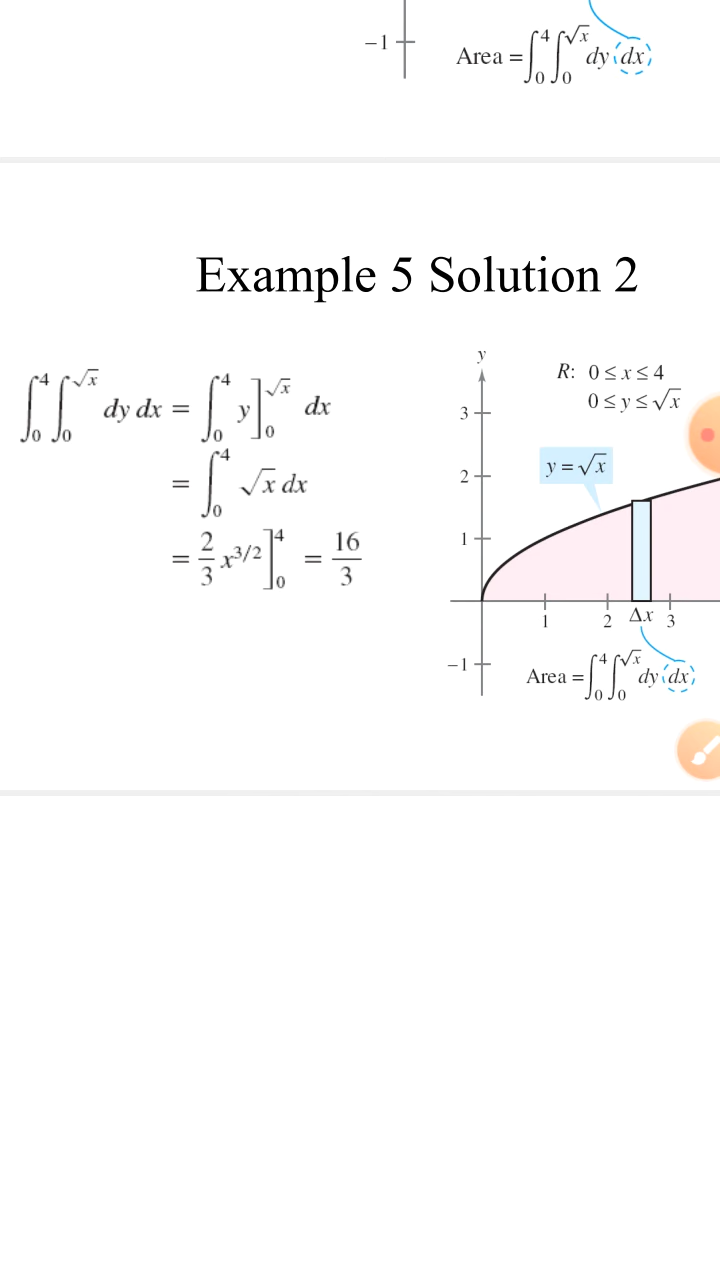 −1
Area = ∫₀⁴ ∫₀^√x dy dx
Example 5 Solution 2
∫₀⁴ ∫₀^√x dy dx = ∫₀⁴ y]₀^√x dx
= ∫₀⁴ √x dx
= 2/3 x^3/2]₀⁴ = 16/3
y
R: 0 ≤ x ≤ 4
0 ≤ y ≤ √x
3
y = √x
2
1
1 2 Δx 3
−1
Area = ∫₀⁴ ∫₀^√x dy dx